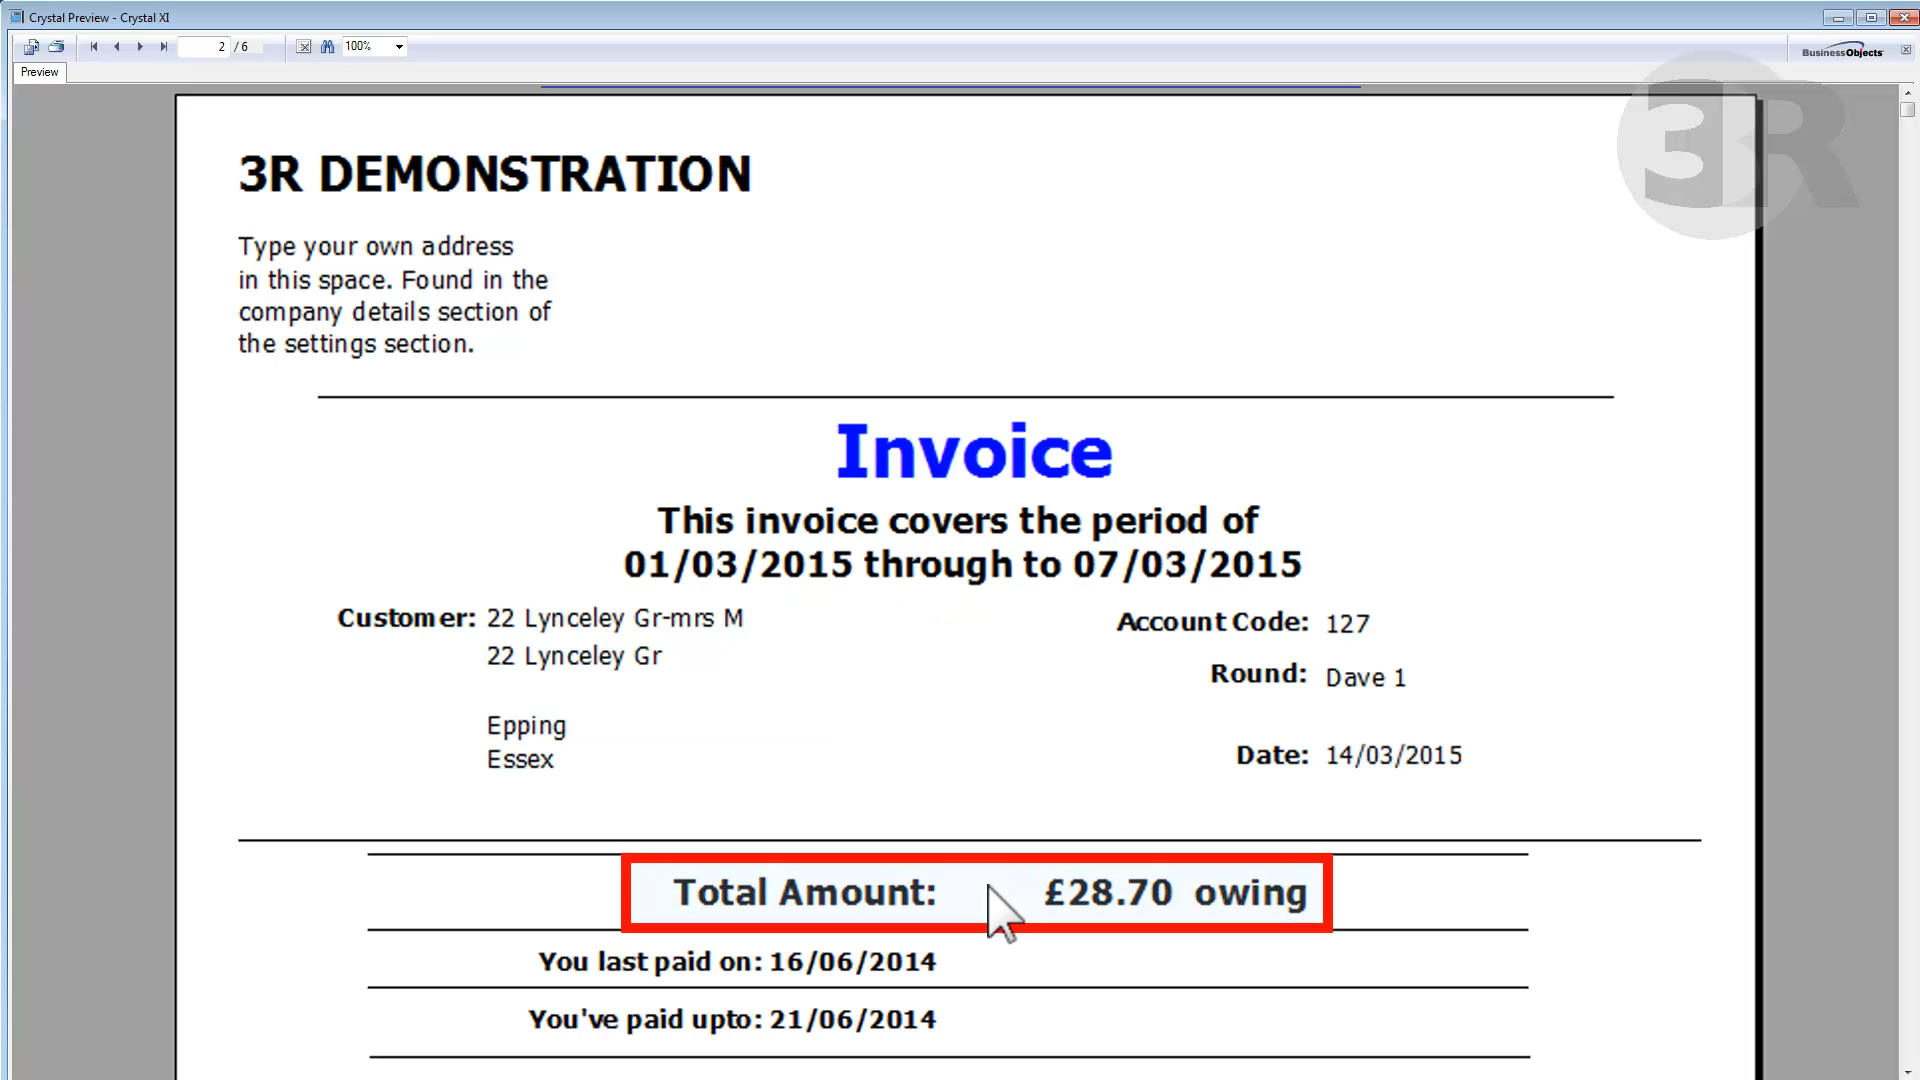 Crystal Preview - Crystal XI
2 / 6
100%
BusinessObjects
Preview
3R
3R DEMONSTRATION
Type your own address
in this space. Found in the
company details section of
the settings section.
Invoice
This invoice covers the period of
01/03/2015 through to 07/03/2015
Customer: 22 Lynceley Gr-mrs M
22 Lynceley Gr
Epping
Essex
Account Code: 127
Round: Dave 1
Date: 14/03/2015
Total Amount: £28.70 owing
You last paid on: 16/06/2014
You've paid upto: 21/06/2014